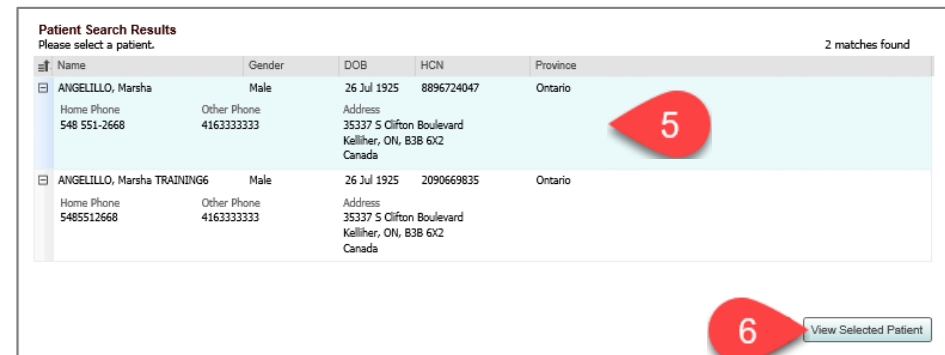 Patient Search Results
Please select a patient. 2 matches found
Name Gender DOB HCN Province
ANGELILLO, Marsha Male 26 Jul 1925 8896724047 Ontario
Home Phone Other Phone Address
548 551-2668 4163333333 35337 S Clifton Boulevard
Kelliher, ON, B3B 6X2
Canada
5
ANGELILLO, Marsha TRAINING6 Male 26 Jul 1925 2090669835 Ontario
Home Phone Other Phone Address
5485512668 4163333333 35337 S Clifton Boulevard
Kelliher, ON, B3B 6X2
Canada
6 View Selected Patient